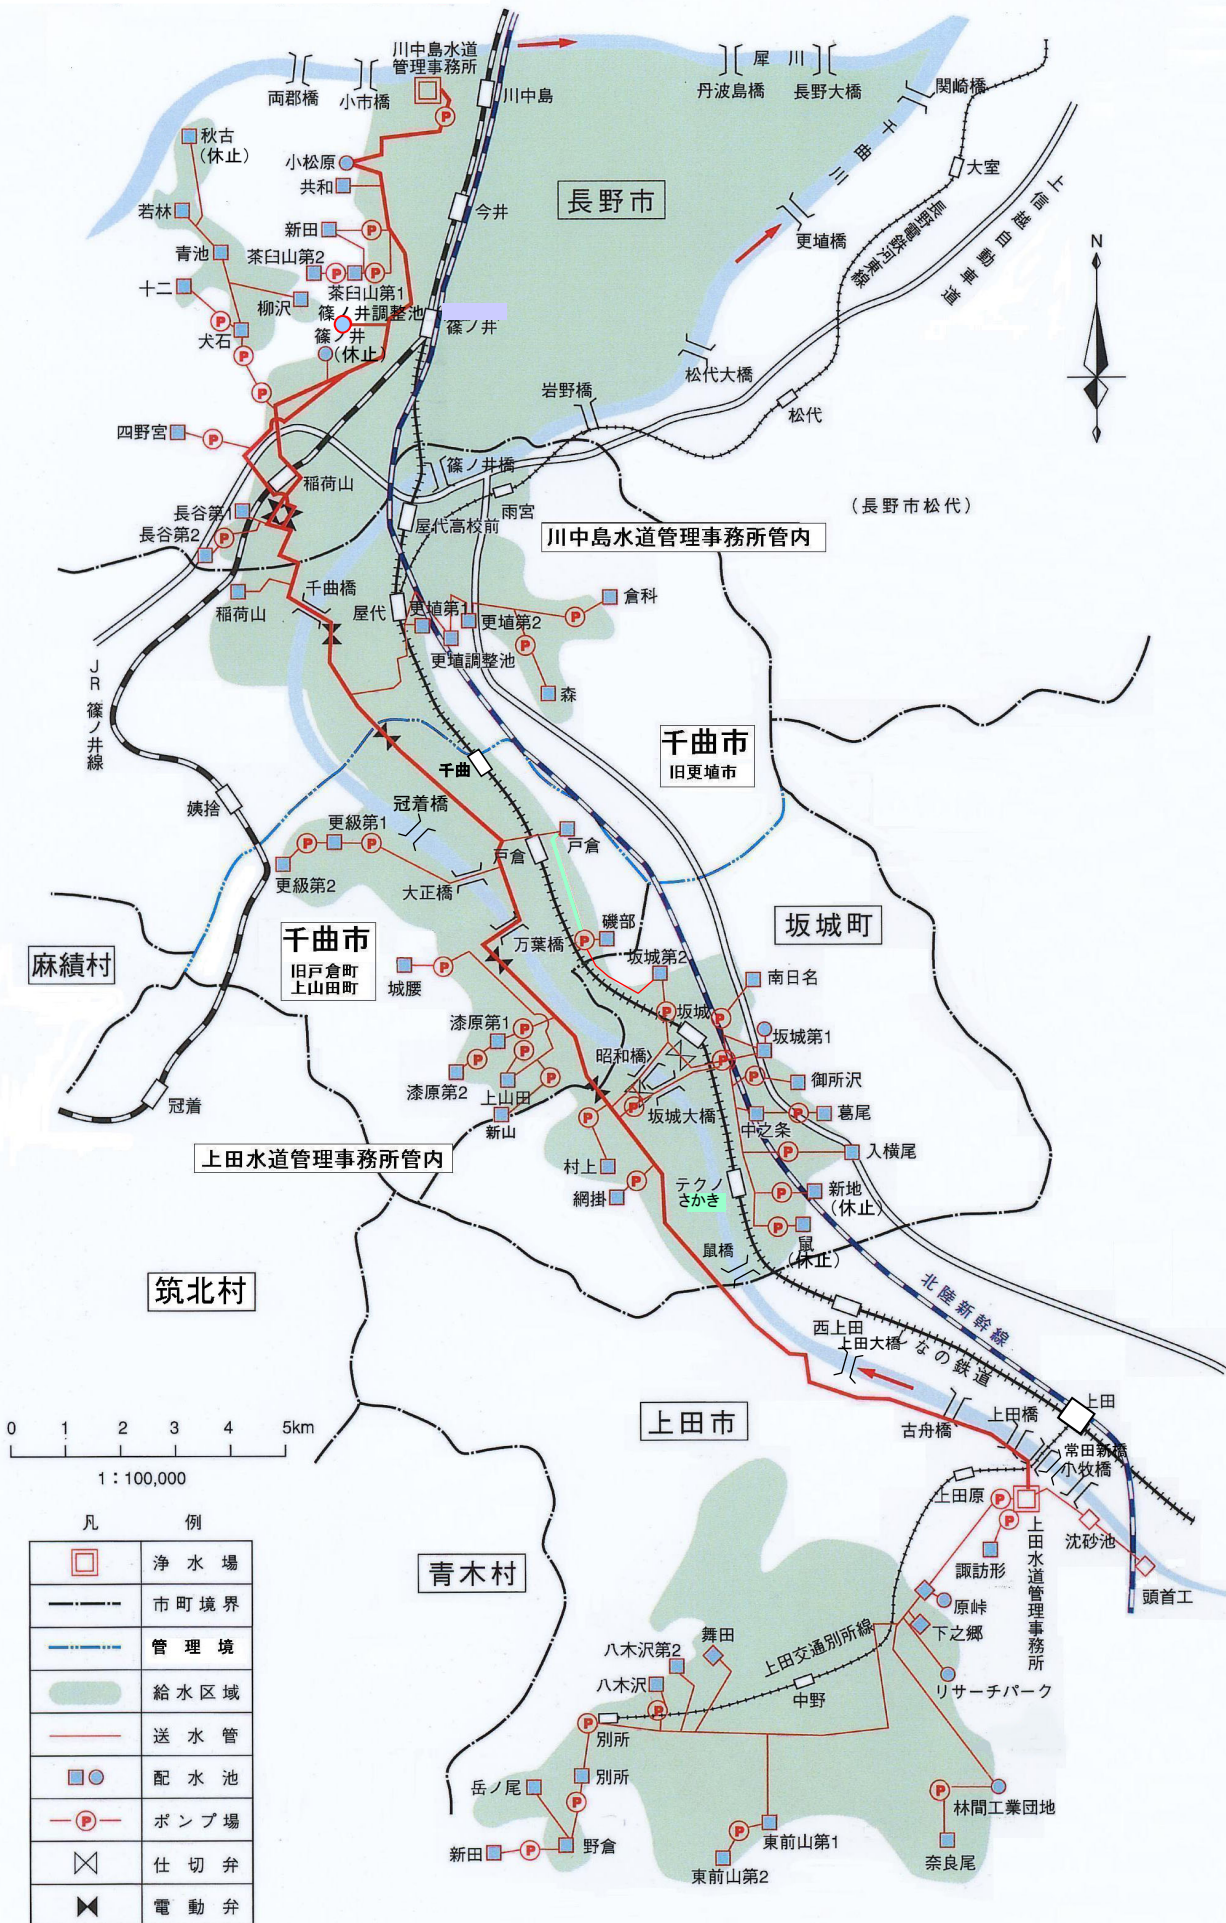 川中島水道
管理事務所
両郡橋
小市橋
川中島
丹波島橋
犀川
長野大橋
関崎橋
千曲川
大室
上信越自動車道
長野電鉄河東線
更埴橋
長野市
秋古
(休止)
小松原
共和
今井
若林
新田
青池
茶臼山第2
茶臼山第1
十二
柳沢
篠ノ井調整池
篠ノ井
(休止)
篠ノ井
犬石
N
松代大橋
岩野橋
松代
四野宮
稲荷山
篠ノ井橋
雨宮
(長野市松代)
長谷第1
長谷第2
屋代高校前
川中島水道管理事務所管内
稲荷山
千曲橋
屋代
更埴第1
更埴第2
倉科
更埴調整池
森
JR篠ノ井線
千曲市
旧更埴市
千曲
姨捨
冠着橋
更級第1
更級第2
戸倉
戸倉
大正橋
坂城町
麻績村
千曲市
旧戸倉町
上山田町
万葉橋
磯部
坂城第2
南日名
城腰
坂城
坂城第1
漆原第1
昭和橋
漆原第2
上山田
御所沢
冠着
新山
坂城大橋
中之条
葛尾
上田水道管理事務所管内
村上
入横尾
網掛
テクノ
さかき
新地
(休止)
鼠橋
鼠
(休止)
筑北村
北陸新幹線
西上田
上田大橋
しなの鉄道
上田市
古舟橋
上田橋
上田
常田新橋
小牧橋
0 1 2 3 4 5km
1:100,000
上田原
沈砂池
諏訪形
上田水道管理事務所
頭首工
青木村
原峠
下之郷
舞田
八木沢第2
上田交通別所線
八木沢
中野
リサーチパーク
別所
別所
岳ノ尾
林間工業団地
新田
野倉
東前山第1
東前山第2
奈良尾
凡例
浄水場
市町境界
管理境
給水区域
送水管
配水池
P ポンプ場
仕切弁
電動弁